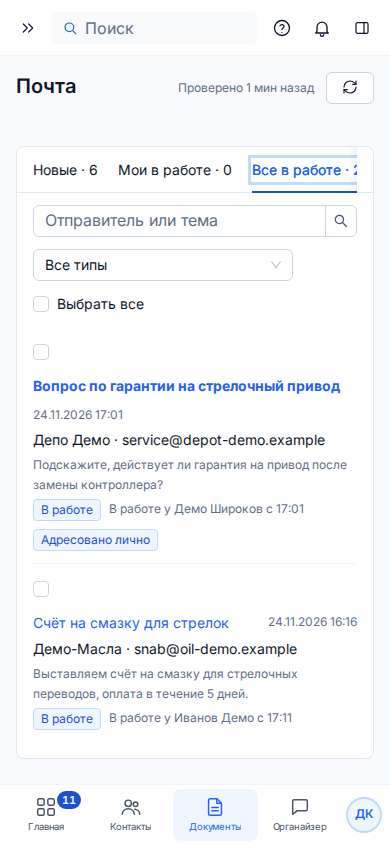 Поиск
Почта
Проверено 1 мин назад
Новые · 6 Мои в работе · 0 Все в работе · 2
Отправитель или тема
Все типы
Выбрать все
Вопрос по гарантии на стрелочный привод
24.11.2026 17:01
Депо Демо · service@depot-demo.example
Подскажите, действует ли гарантия на привод после
замены контроллера?
В работе В работе у Демо Широков с 17:01
Адресовано лично
Счёт на смазку для стрелок 24.11.2026 16:16
Демо-Масла · snab@oil-demo.example
Выставляем счёт на смазку для стрелочных
переводов, оплата в течение 5 дней.
В работе В работе у Иванов Демо с 17:11
11
Главная Контакты Документы Органайзер ДК